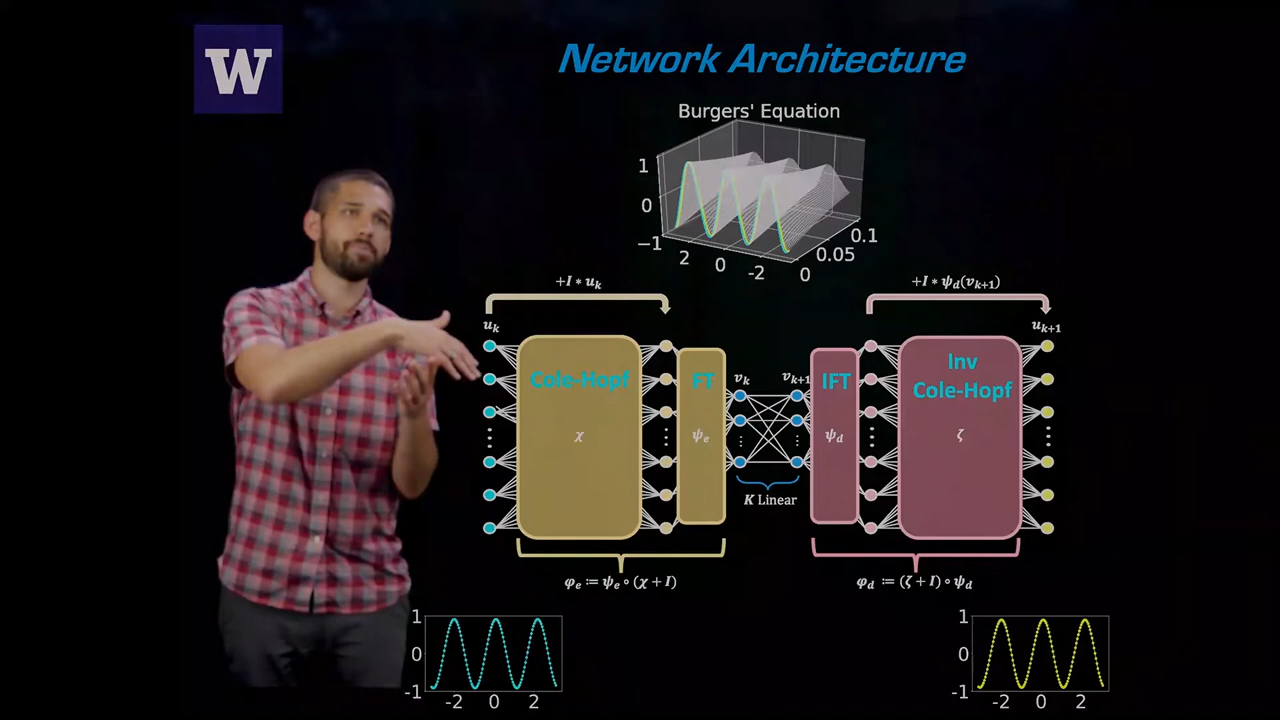 W
Network Architecture
Burgers' Equation
1
0
−1
2
0
-2
0
0.05
0.1
+I ∗ u_k
+I ∗ ψ_d(v_{k+1})
u_k
u_{k+1}
Cole-Hopf
χ
FT
ψ_e
v_k
v_{k+1}
K Linear
IFT
ψ_d
Inv
Cole-Hopf
ζ
φ_e ≔ ψ_e ∘ (χ + I)
φ_d ≔ (ζ + I) ∘ ψ_d
1
0
-1
-2
0
2
1
0
-1
-2
0
2